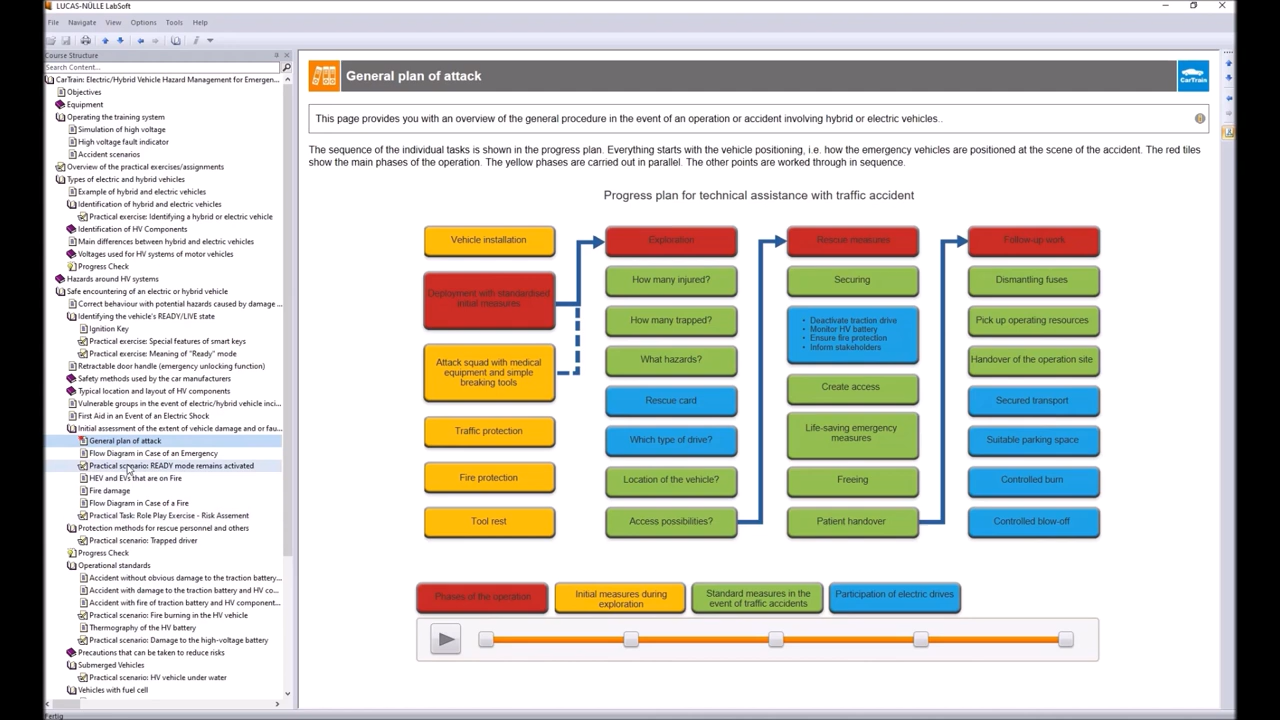 LUCAS-NÜLLE LabSoft
File Navigate View Options Tools Help
Course Structure
Search Content...
CarTrain: Electric/Hybrid Vehicle Hazard Management for Emergen...
Objectives
Equipment
Operating the training system
Simulation of high voltage
High voltage fault indicator
Accident scenarios
Overview of the practical exercises/assignments
Types of electric and hybrid vehicles
Example of hybrid and electric vehicles
Identification of hybrid and electric vehicles
Practical exercise: Identifying a hybrid or electric vehicle
Identification of HV Components
Main differences between hybrid and electric vehicles
Voltages used for HV systems of motor vehicles
Progress Check
Hazards around HV systems
Safe encountering of an electric or hybrid vehicle
Correct behaviour with potential hazards caused by damage ...
Identifying the vehicle's READY/LIVE state
Ignition Key
Practical exercise: Special features of smart keys
Practical exercise: Meaning of "Ready" mode
Retractable door handle (emergency unlocking function)
Safety methods used by the car manufacturers
Typical location and layout of HV components
Vulnerable groups in the event of electric/hybrid vehicle inci...
First Aid in an Event of an Electric Shock
Initial assessment of the extent of vehicle damage and or fau...
General plan of attack
Flow Diagram in Case of an Emergency
Practical scenario: READY mode remains activated
HEV and EVs that are on Fire
Fire damage
Flow Diagram in Case of a Fire
Practical Task: Role Play Exercise - Risk Assement
Protection methods for rescue personnel and others
Practical scenario: Trapped driver
Progress Check
Operational standards
Accident without obvious damage to the traction battery...
Accident with damage to the traction battery and HV co...
Accident with fire of traction battery and HV component...
Practical scenario: Fire burning in the HV vehicle
Thermography of the HV battery
Practical scenario: Damage to the high-voltage battery
Precautions that can be taken to reduce risks
Submerged Vehicles
Practical scenario: HV vehicle under water
Vehicles with fuel cell
Fertig
General plan of attack
CarTrain
This page provides you with an overview of the general procedure in the event of an operation or accident involving hybrid or electric vehicles..
The sequence of the individual tasks is shown in the progress plan. Everything starts with the vehicle positioning, i.e. how the emergency vehicles are positioned at the scene of the accident. The red tiles
show the main phases of the operation. The yellow phases are carried out in parallel. The other points are worked through in sequence.
Progress plan for technical assistance with traffic accident
Vehicle installation
Deployment with standardised
initial measures
Attack squad with medical
equipment and simple
breaking tools
Traffic protection
Fire protection
Tool rest
Exploration
How many injured?
How many trapped?
What hazards?
Rescue card
Which type of drive?
Location of the vehicle?
Access possibilities?
Rescue measures
Securing
• Deactivate traction drive
• Monitor HV battery
• Ensure fire protection
• Inform stakeholders
Create access
Life-saving emergency
measures
Freeing
Patient handover
Follow-up work
Dismantling fuses
Pick up operating resources
Handover of the operation site
Secured transport
Suitable parking space
Controlled burn
Controlled blow-off
Phases of the operation
Initial measures during
exploration
Standard measures in the
event of traffic accidents
Participation of electric drives